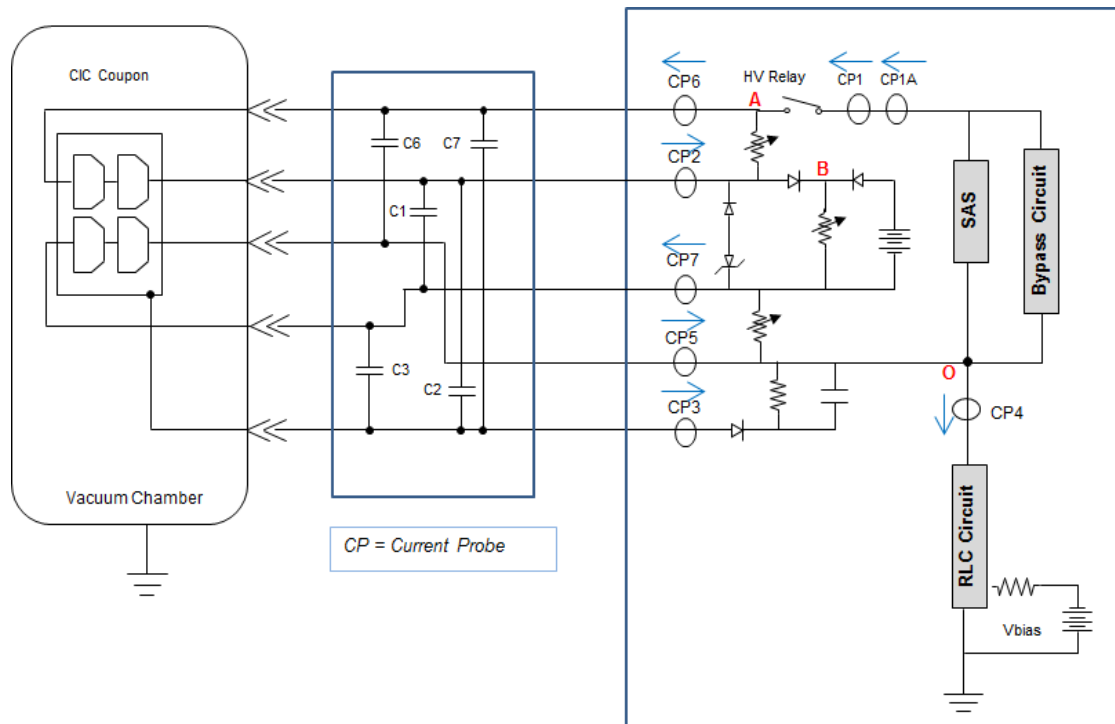 CIC Coupon
Vacuum Chamber
C6
C7
C1
C3
C2
CP = Current Probe
CP6
A
HV Relay
CP1
CP1A
CP2
B
CP7
CP5
CP3
SAS
Bypass Circuit
O
CP4
RLC Circuit
Vbias